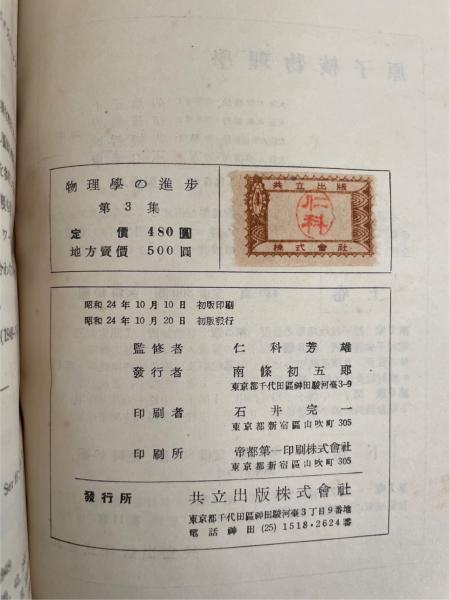 原子核物理學
物理學の進步
第3集
定價 480圓
地方賣價 500圓
共立出版
仁科
株式會社
昭和24年10月10日 初版印刷
昭和24年10月20日 初版発行
監修者 仁科芳雄
發行者 南條初五郎
東京都千代田區神田駿河臺3-9
印刷者 石井完一
東京都新宿區山吹町305
印刷所 帝都第一印刷株式會社
東京都新宿區山吹町305
發行所 共立出版株式會社
東京都千代田區神田駿河臺3丁目9番地
電話神田(25)1518・2624番